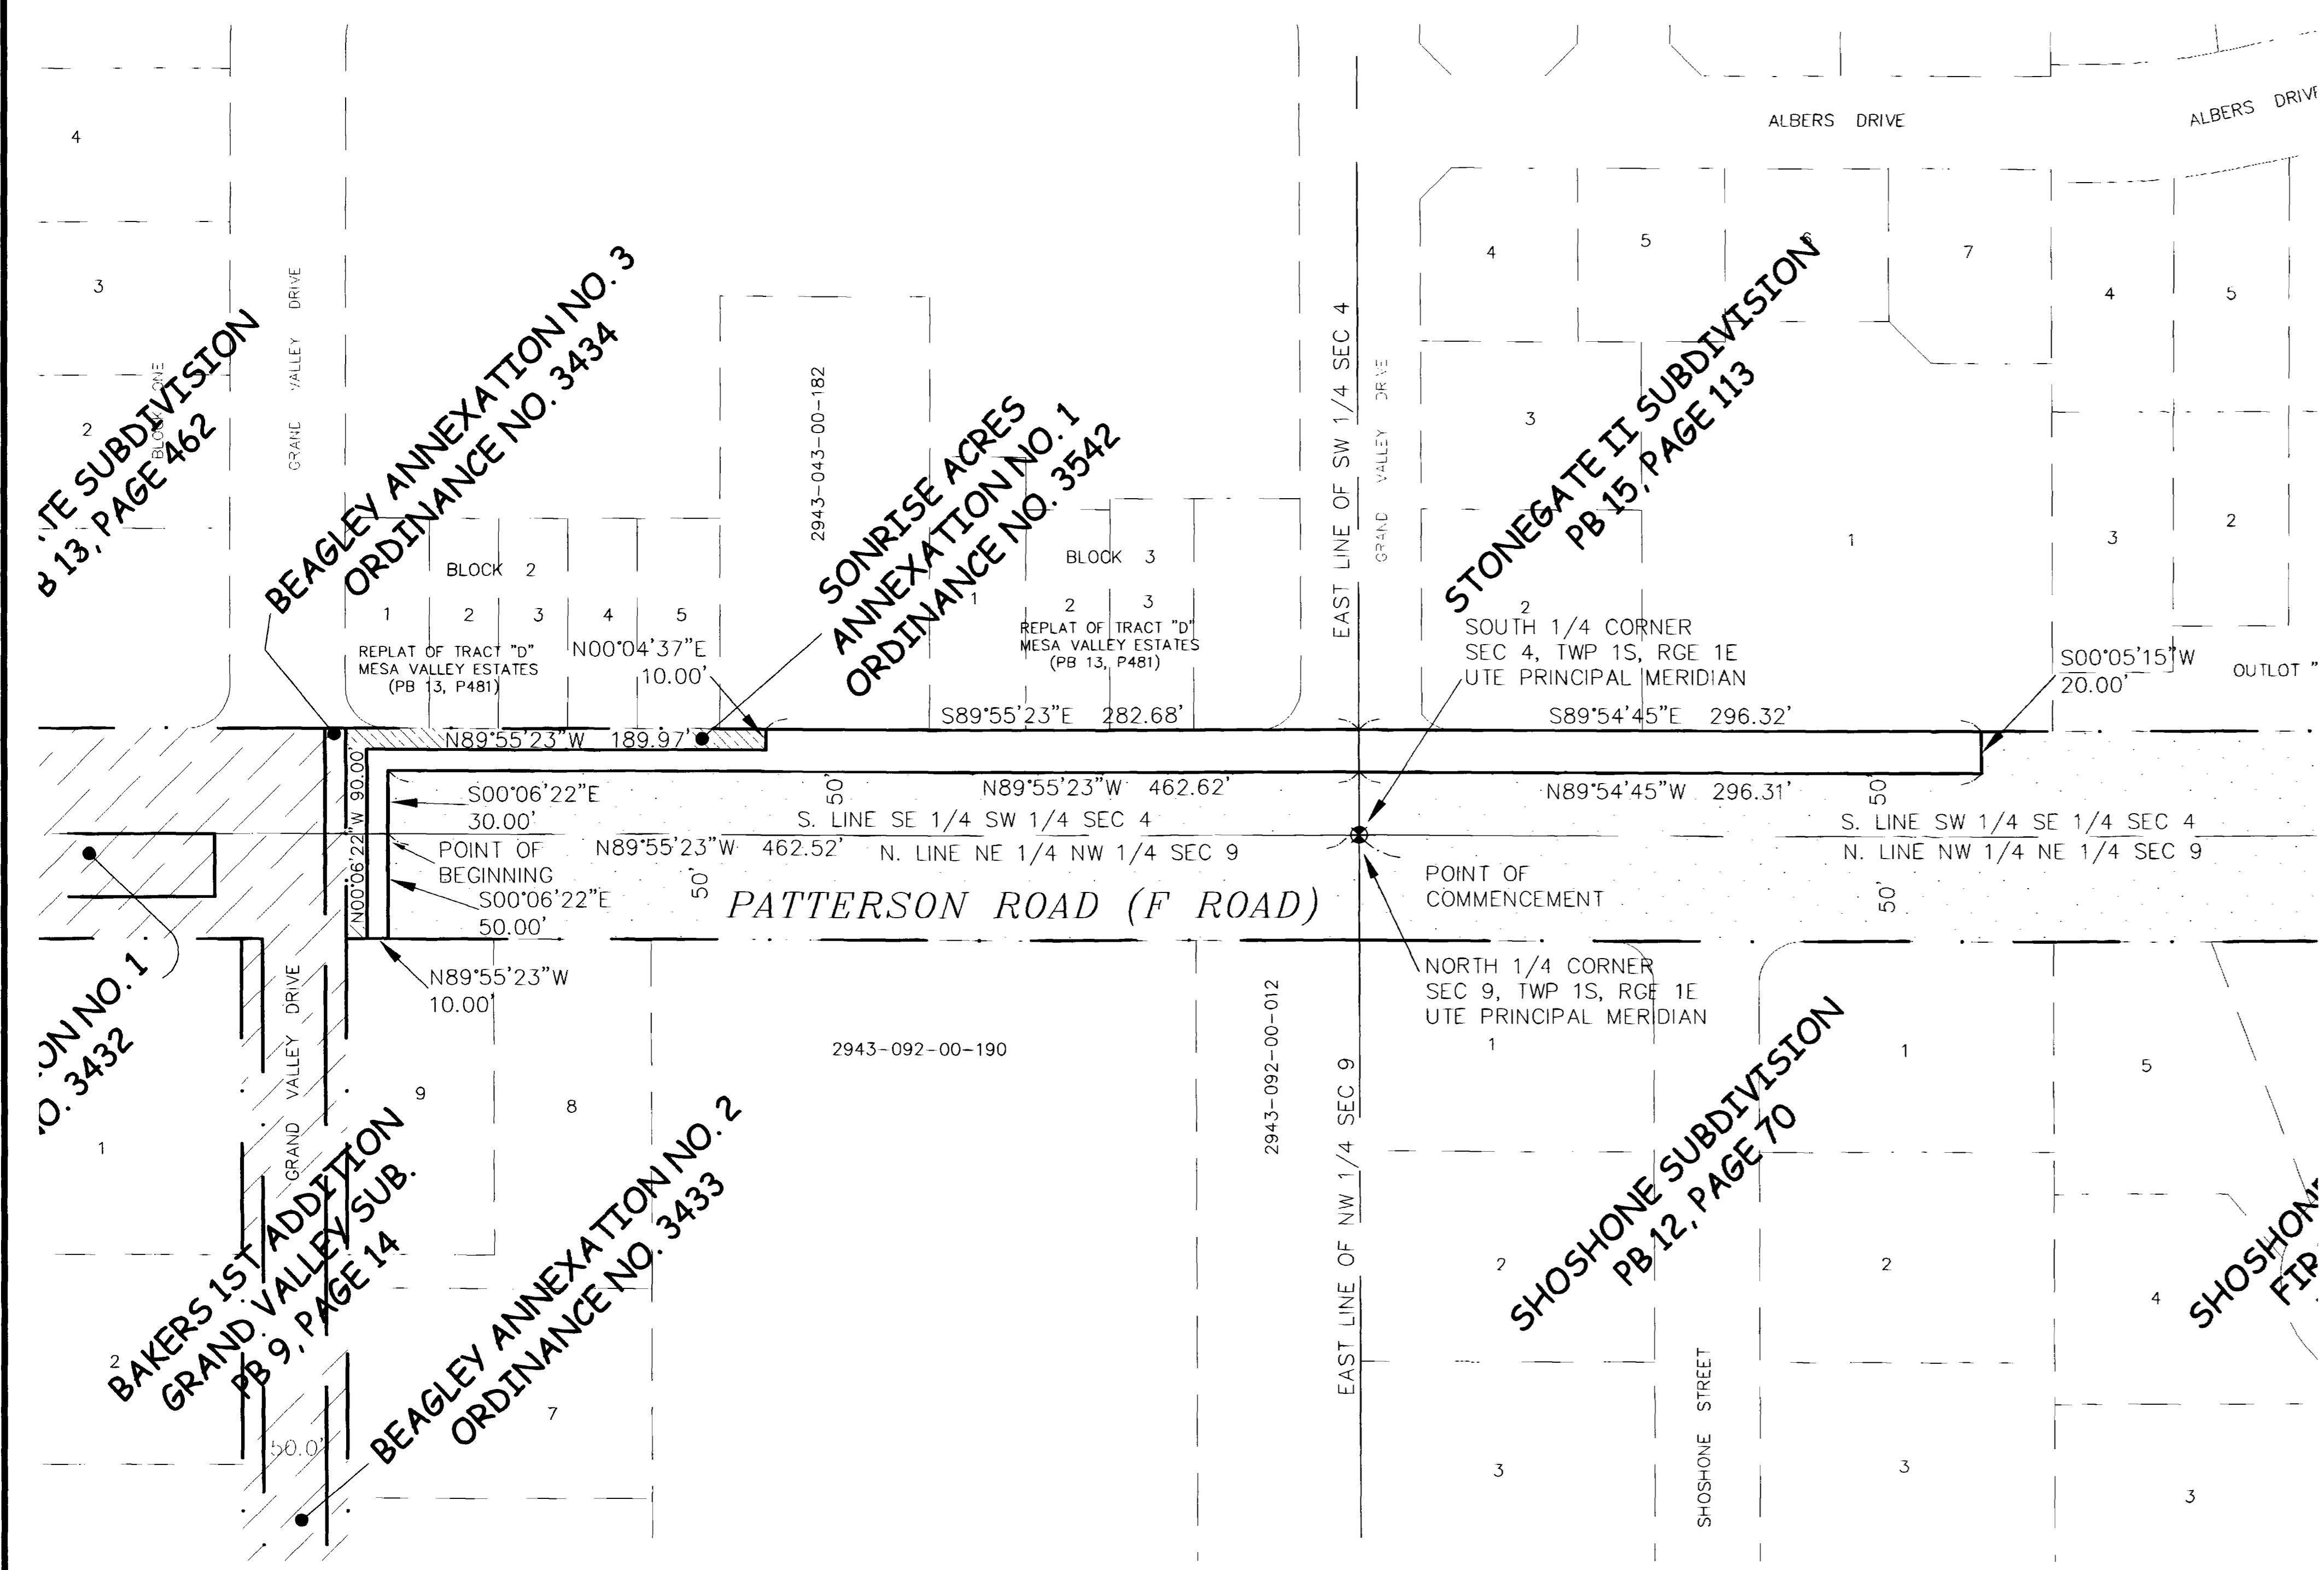 ALBERS DRIVE
ALBERS DRIVE
4
3
2
BLOCK ONE
GRAND VALLEY DRIVE
TE SUBDIVISION
B 13, PAGE 462
BEAGLEY ANNEXATION NO. 3
ORDINANCE NO. 3434
2943-043-00-182
SONRISE ACRES
ANNEXATION NO. 1
ORDINANCE NO. 3542
EAST LINE OF SW 1/4 SEC 4
GRAND VALLEY DRIVE
4
5
6
7
3
2
1
STONEGATE II SUBDIVISION
PB 15, PAGE 113
4
5
3
2
BLOCK 2
1
2
3
4
5
REPLAT OF TRACT "D"
MESA VALLEY ESTATES
(PB 13, P481)
N00°04'37"E
10.00'
BLOCK 3
1
2
3
REPLAT OF TRACT "D"
MESA VALLEY ESTATES
(PB 13, P481)
SOUTH 1/4 CORNER
SEC 4, TWP 1S, RGE 1E
UTE PRINCIPAL MERIDIAN
S00°05'15"W
20.00'
OUTLOT "
S89°55'23"E 282.68'
S89°54'45"E 296.32'
N89°55'23"W 189.97'
N00°06'22"W 90.00'
S00°06'22"E
30.00'
50'
N89°55'23"W 462.62'
N89°54'45"W 296.31'
50'
S. LINE SE 1/4 SW 1/4 SEC 4
S. LINE SW 1/4 SE 1/4 SEC 4
POINT OF
BEGINNING
N89°55'23"W 462.52'
N. LINE NE 1/4 NW 1/4 SEC 9
N. LINE NW 1/4 NE 1/4 SEC 9
S00°06'22"E
50.00'
50'
PATTERSON ROAD (F ROAD)
POINT OF
COMMENCEMENT
50'
N89°55'23"W
10.00'
NORTH 1/4 CORNER
SEC 9, TWP 1S, RGE 1E
UTE PRINCIPAL MERIDIAN
ON NO. 1
O. 3432
GRAND VALLEY DRIVE
1
2
9
8
7
2943-092-00-190
2943-092-00-012
EAST LINE OF NW 1/4 SEC 9
BAKERS 1ST ADDITION
GRAND VALLEY SUB.
PB 9, PAGE 14
BEAGLEY ANNEXATION NO. 2
ORDINANCE NO. 3433
50.0'
1
2
3
SHOSHONE SUBDIVISION
PB 12, PAGE 70
SHOSHONE STREET
1
2
3
5
4
3
SHOSHON
FIR